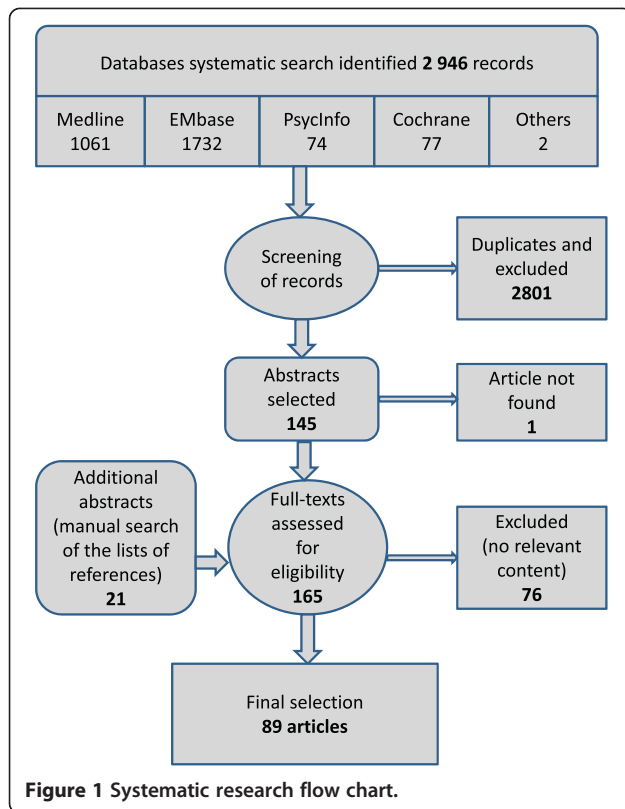 Databases systematic search identified 2 946 records
Medline
1061
EMbase
1732
PsycInfo
74
Cochrane
77
Others
2
Screening
of records
Duplicates and
excluded
2801
Abstracts
selected
145
Article not
found
1
Additional
abstracts
(manual search
of the lists of
references)
21
Full-texts
assessed
for
eligibility
165
Excluded
(no relevant
content)
76
Final selection
89 articles
Figure 1 Systematic research flow chart.